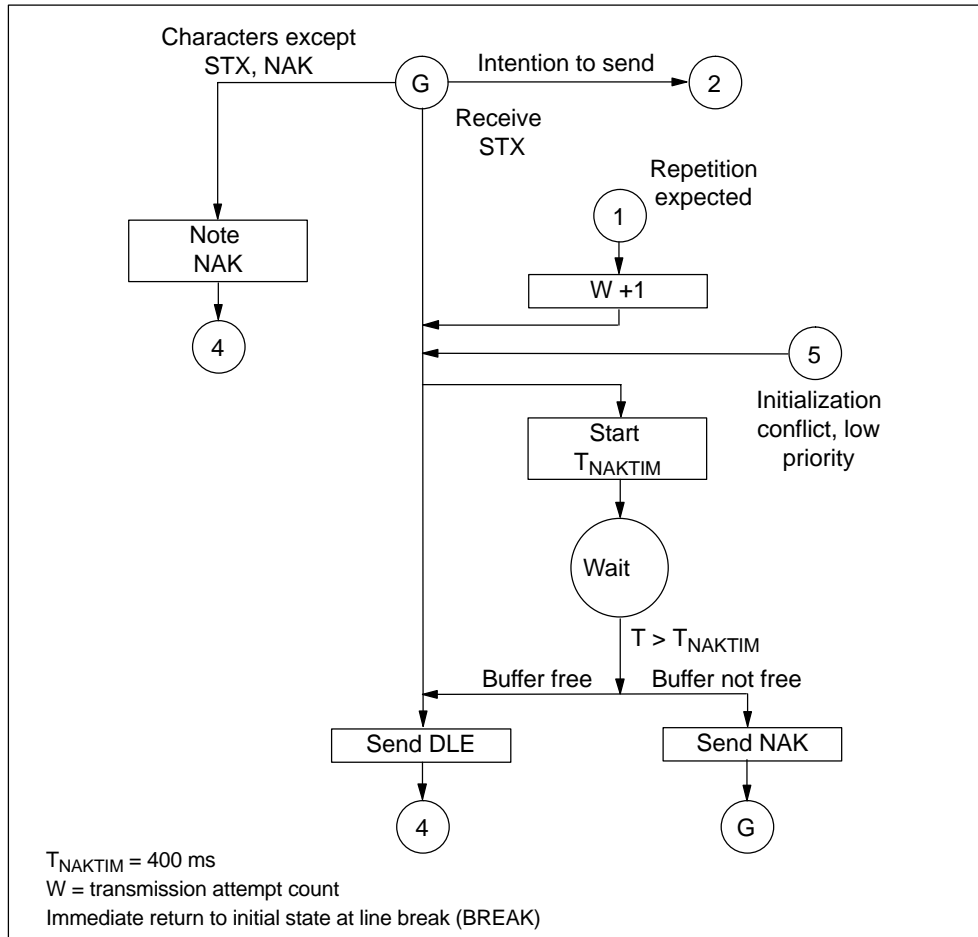 Characters except
STX, NAK
G
Intention to send
2
Receive
STX
Repetition
expected
1
Note
NAK
W +1
4
5
Initialization
conflict, low
priority
Start
TNAKTIM
Wait
T > TNAKTIM
Buffer free
Buffer not free
Send DLE
Send NAK
4
G
TNAKTIM = 400 ms
W = transmission attempt count
Immediate return to initial state at line break (BREAK)